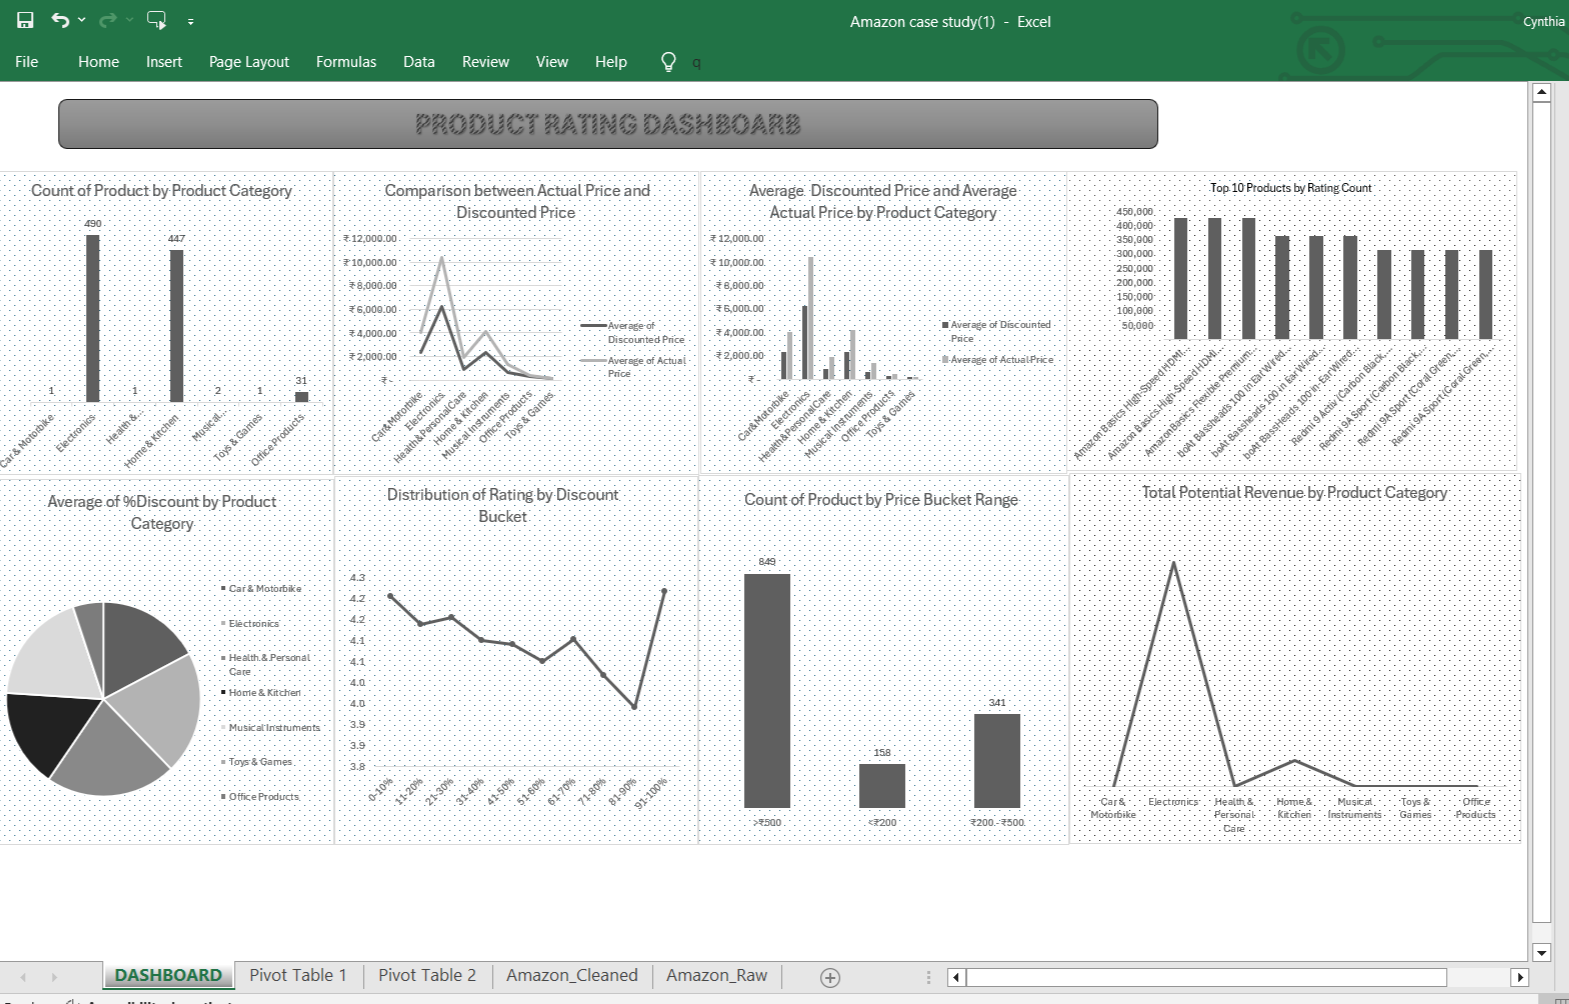 Amazon case study(1) - Excel
Cynthia
File Home Insert Page Layout Formulas Data Review View Help q
PRODUCT RATING DASHBOARB
Count of Product by Product Category
490
447
1
1
2
1
31
Car & Motorbike
Electronics
Health &...
Home & Kitchen
Musical...
Toys & Games
Office Products
Comparison between Actual Price and
Discounted Price
₹ 12,000.00
₹ 10,000.00
₹ 8,000.00
₹ 6,000.00
₹ 4,000.00
₹ 2,000.00
₹ -
Car&Motorbike
Electronics
Health&PersonalCare
Home & Kitchen
Musical Instruments
Office Products
Toys & Games
Average of
Discounted Price
Average of Actual
Price
Average Discounted Price and Average
Actual Price by Product Category
₹ 12,000.00
₹ 10,000.00
₹ 8,000.00
₹ 6,000.00
₹ 4,000.00
₹ 2,000.00
₹
Car&Motorbike
Electronics
Health&PersonalCare
Home & Kitchen
Musical Instruments
Office Products
Toys & Games
Average of Discounted
Price
Average of Actual Price
Top 10 Products by Rating Count
450,000
400,000
350,000
300,000
250,000
200,000
150,000
100,000
50,000
Amazon Basics High-Speed HDMI...
Amazon Basics High-Speed HDMI...
AmazonBasics Flexible Premium...
boAt Bassheads 100 in Ear Wired...
boAt Bassheads 100 in Ear Wired...
boAt BassHeads 100 in-Ear Wired...
Redmi 9 Activ (Carbon Black,...
Redmi 9A Sport (Carbon Black,...
Redmi 9A Sport (Coral Green,...
Redmi 9A Sport (Coral Green,...
Average of %Discount by Product
Category
Car & Motorbike
Electronics
Health & Personal
Care
Home & Kitchen
Musical Instruments
Toys & Games
Office Products
Distribution of Rating by Discount
Bucket
4.3
4.2
4.2
4.1
4.1
4.0
4.0
3.9
3.9
3.8
0-10%
11-20%
21-30%
31-40%
41-50%
51-60%
61-70%
71-80%
81-90%
91-100%
Count of Product by Price Bucket Range
849
158
341
>₹500
<₹200
₹200 - ₹500
Total Potential Revenue by Product Category
Car &
Motorbike
Electronics
Health &
Personal
Care
Home &
Kitchen
Musical
Instruments
Toys &
Games
Office
Products
DASHBOARD Pivot Table 1 Pivot Table 2 Amazon_Cleaned Amazon_Raw